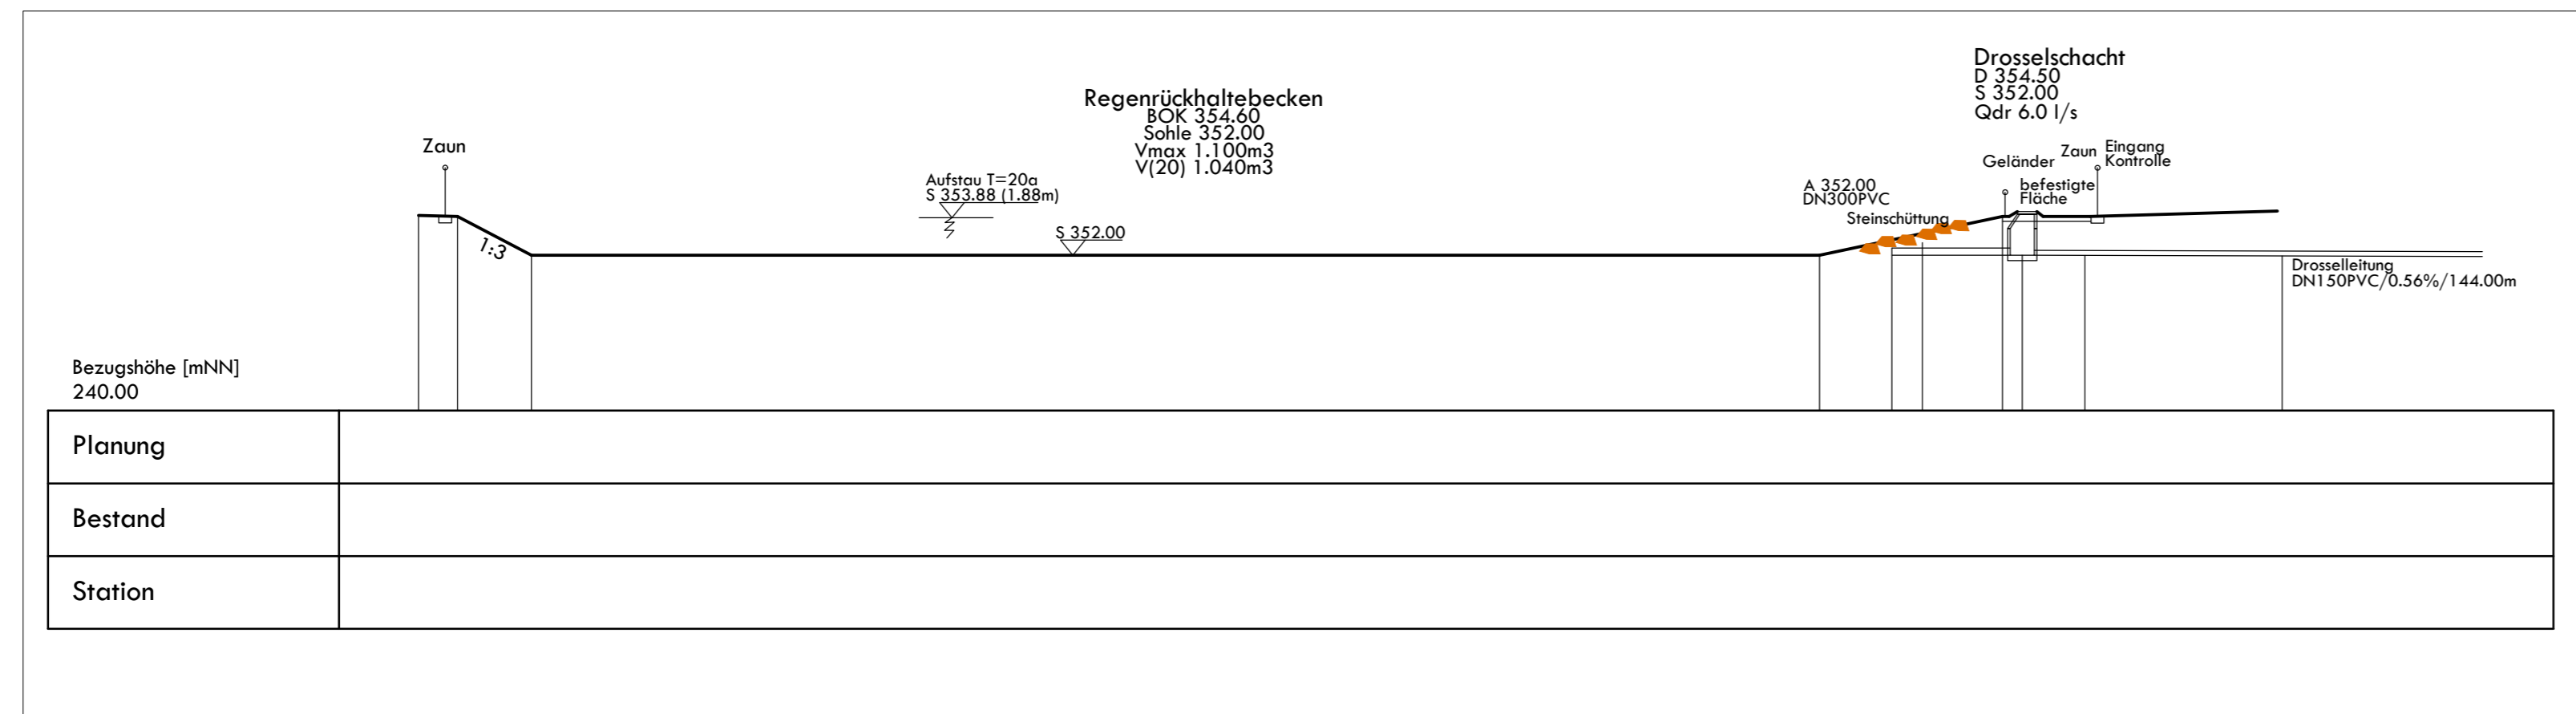 Drosselschacht
D 354.50
S 352.00
Qdr 6.0 l/s
Regenrückhaltebecken
BOK 354.60
Sohle 352.00
Vmax 1.100m3
V(20) 1.040m3
Zaun
Aufstau T=20a
S 353.88 (1.88m)
S 352.00
1:3
A 352.00
DN300PVC
Steinschüttung
Geländer
Zaun
Eingang
Kontrolle
befestigte
Fläche
Drosselleitung
DN150PVC/0.56%/144.00m
Bezugshöhe [mNN]
240.00
Planung
Bestand
Station